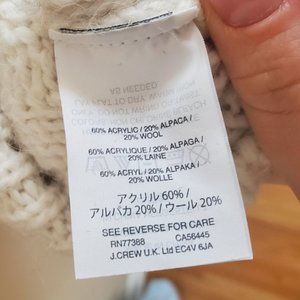 60% ACRYLIC / 20% ALPACA /
20% WOOL
60% ACRYLIQUE / 20% ALPAGA /
20% LAINE
60% ACRYL / 20% ALPAKA /
20% WOLLE
アクリル 60% /
アルパカ 20% / ウール 20%
SEE REVERSE FOR CARE
RN77388 CA56445
J.CREW U.K. Ltd EC4V 6JA